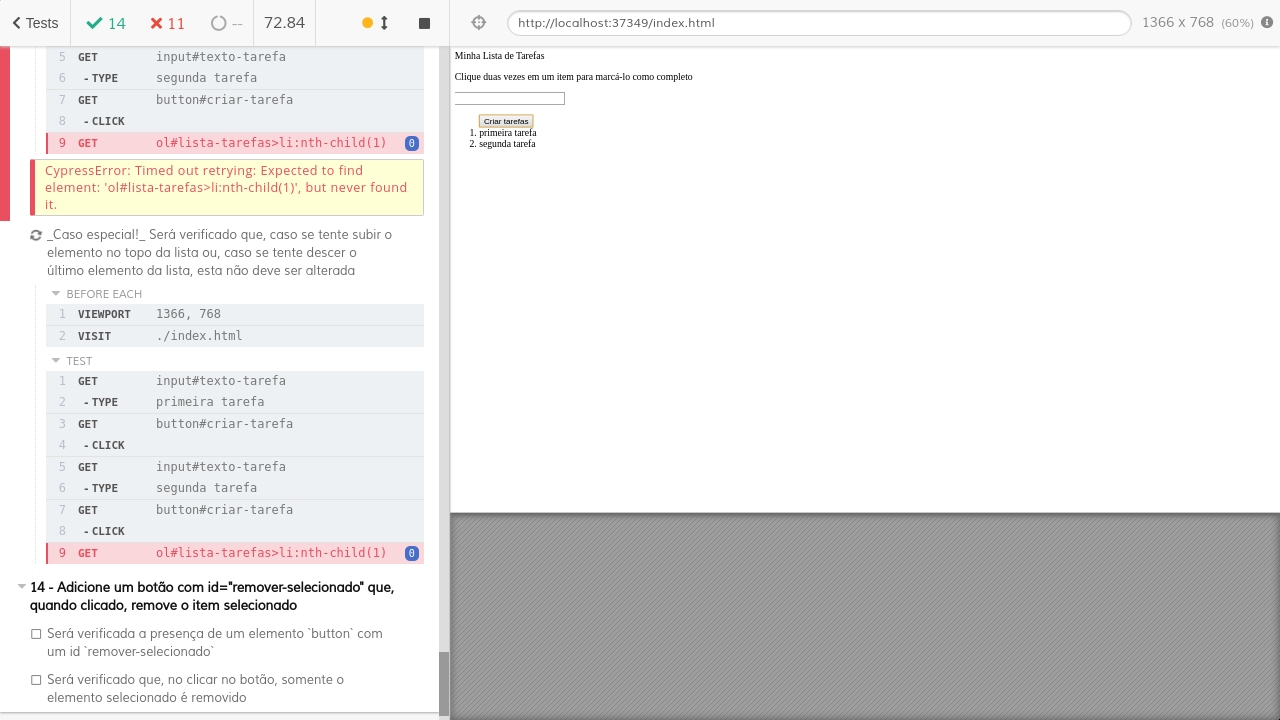 Tests
14
11
--
72.84
http://localhost:37349/index.html
1366 x 768 (60%)
5 GET input#texto-tarefa
6 - TYPE segunda tarefa
7 GET button#criar-tarefa
8 - CLICK
9 GET ol#lista-tarefas>li:nth-child(1) 0
CypressError: Timed out retrying: Expected to find
element: 'ol#lista-tarefas>li:nth-child(1)', but never found
it.
_Caso especial!_ Será verificado que, caso se tente subir o
elemento no topo da lista ou, caso se tente descer o
último elemento da lista, esta não deve ser alterada
BEFORE EACH
1 VIEWPORT 1366, 768
2 VISIT ./index.html
TEST
1 GET input#texto-tarefa
2 - TYPE primeira tarefa
3 GET button#criar-tarefa
4 - CLICK
5 GET input#texto-tarefa
6 - TYPE segunda tarefa
7 GET button#criar-tarefa
8 - CLICK
9 GET ol#lista-tarefas>li:nth-child(1) 0
14 - Adicione um botão com id="remover-selecionado" que,
quando clicado, remove o item selecionado
Será verificada a presença de um elemento `button` com
um id `remover-selecionado`
Será verificado que, no clicar no botão, somente o
elemento selecionado é removido
Minha Lista de Tarefas
Clique duas vezes em um item para marcá-lo como completo
Criar tarefas
1. primeira tarefa
2. segunda tarefa